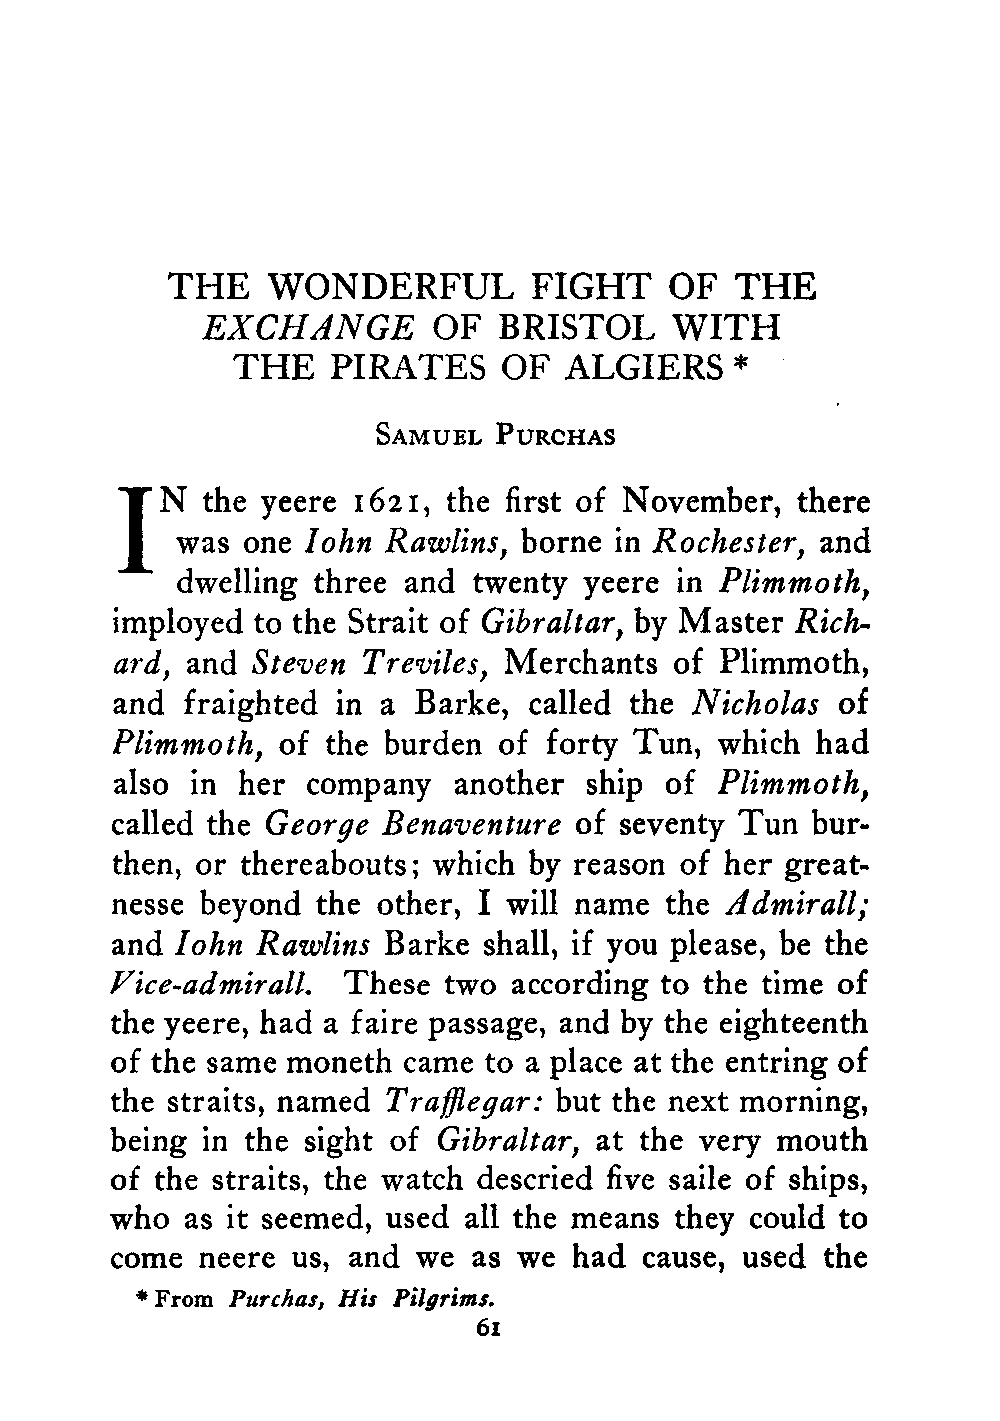 THE WONDERFUL FIGHT OF THE
EXCHANGE OF BRISTOL WITH
THE PIRATES OF ALGIERS *
SAMUEL PURCHAS
IN the yeere 1621, the first of November, there
was one Iohn Rawlins, borne in Rochester, and
dwelling three and twenty yeere in Plimmoth,
imployed to the Strait of Gibraltar, by Master Rich-
ard, and Steven Treviles, Merchants of Plimmoth,
and fraighted in a Barke, called the Nicholas of
Plimmoth, of the burden of forty Tun, which had
also in her company another ship of Plimmoth,
called the George Benaventure of seventy Tun bur-
then, or thereabouts; which by reason of her great-
nesse beyond the other, I will name the Admirall;
and Iohn Rawlins Barke shall, if you please, be the
Vice-admirall. These two according to the time of
the yeere, had a faire passage, and by the eighteenth
of the same moneth came to a place at the entring of
the straits, named Trafflegar: but the next morning,
being in the sight of Gibraltar, at the very mouth
of the straits, the watch descried five saile of ships,
who as it seemed, used all the means they could to
come neere us, and we as we had cause, used the
* From Purchas, His Pilgrims.
61